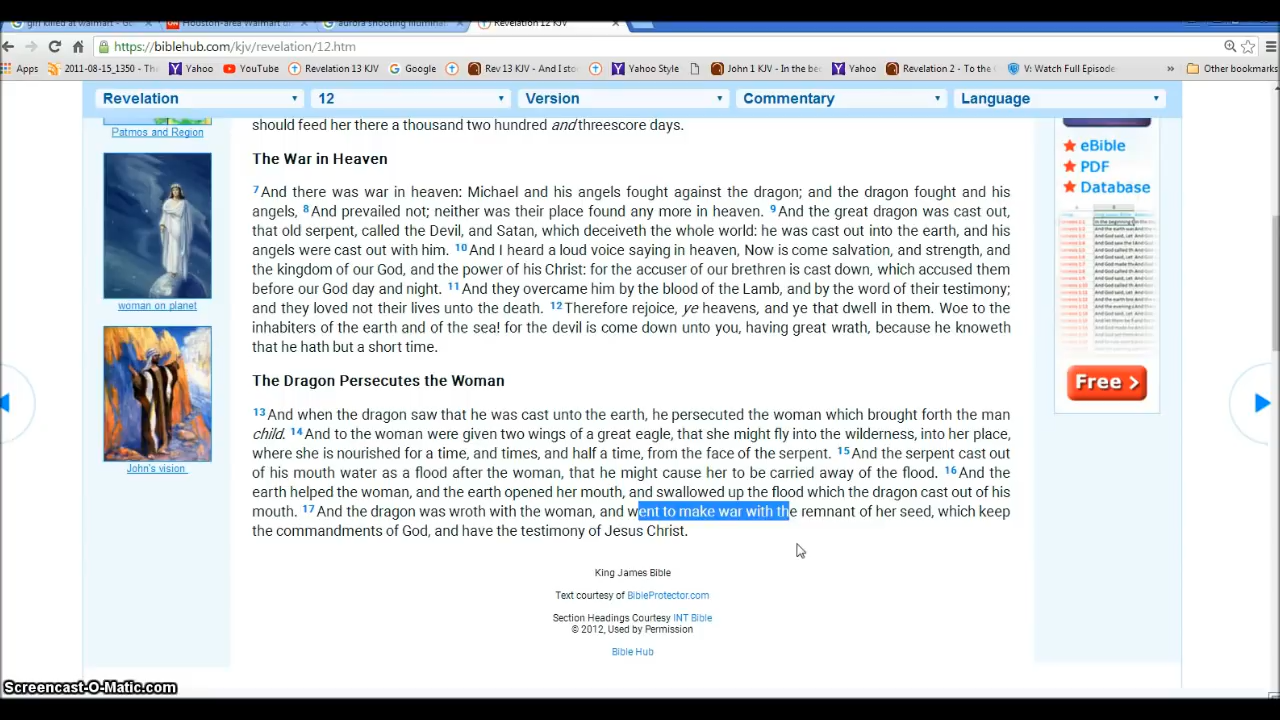 girl killed at walmart - Go
Houston-area Walmart
aurora shooting illumina
Revelation 12 KJV
https://biblehub.com/kjv/revelation/12.htm
Apps 2011-08-15_1350 - Th Yahoo YouTube Revelation 13 KJV Google Rev 13 KJV - And I sto Yahoo Style John 1 KJV - In the be Yahoo Revelation 2 - To the V: Watch Full Episode » Other bookmarks
Revelation 12 Version Commentary Language
Patmos and Region
woman on planet
John's vision
should feed her there a thousand two hundred and threescore days.
The War in Heaven
7 And there was war in heaven: Michael and his angels fought against the dragon; and the dragon fought and his
angels, 8 And prevailed not; neither was their place found any more in heaven. 9 And the great dragon was cast out,
that old serpent, called the Devil, and Satan, which deceiveth the whole world: he was cast out into the earth, and his
angels were cast out with him. 10 And I heard a loud voice saying in heaven, Now is come salvation, and strength, and
the kingdom of our God, and the power of his Christ: for the accuser of our brethren is cast down, which accused them
before our God day and night. 11 And they overcame him by the blood of the Lamb, and by the word of their testimony;
and they loved not their lives unto the death. 12 Therefore rejoice, ye heavens, and ye that dwell in them. Woe to the
inhabiters of the earth and of the sea! for the devil is come down unto you, having great wrath, because he knoweth
that he hath but a short time.
The Dragon Persecutes the Woman
13 And when the dragon saw that he was cast unto the earth, he persecuted the woman which brought forth the man
child. 14 And to the woman were given two wings of a great eagle, that she might fly into the wilderness, into her place,
where she is nourished for a time, and times, and half a time, from the face of the serpent. 15 And the serpent cast out
of his mouth water as a flood after the woman, that he might cause her to be carried away of the flood. 16 And the
earth helped the woman, and the earth opened her mouth, and swallowed up the flood which the dragon cast out of his
mouth. 17 And the dragon was wroth with the woman, and went to make war with the remnant of her seed, which keep
the commandments of God, and have the testimony of Jesus Christ.
King James Bible
Text courtesy of BibleProtector.com
Section Headings Courtesy INT Bible
© 2012, Used by Permission
Bible Hub
eBible
PDF
Database
Free >
Screencast-O-Matic.com